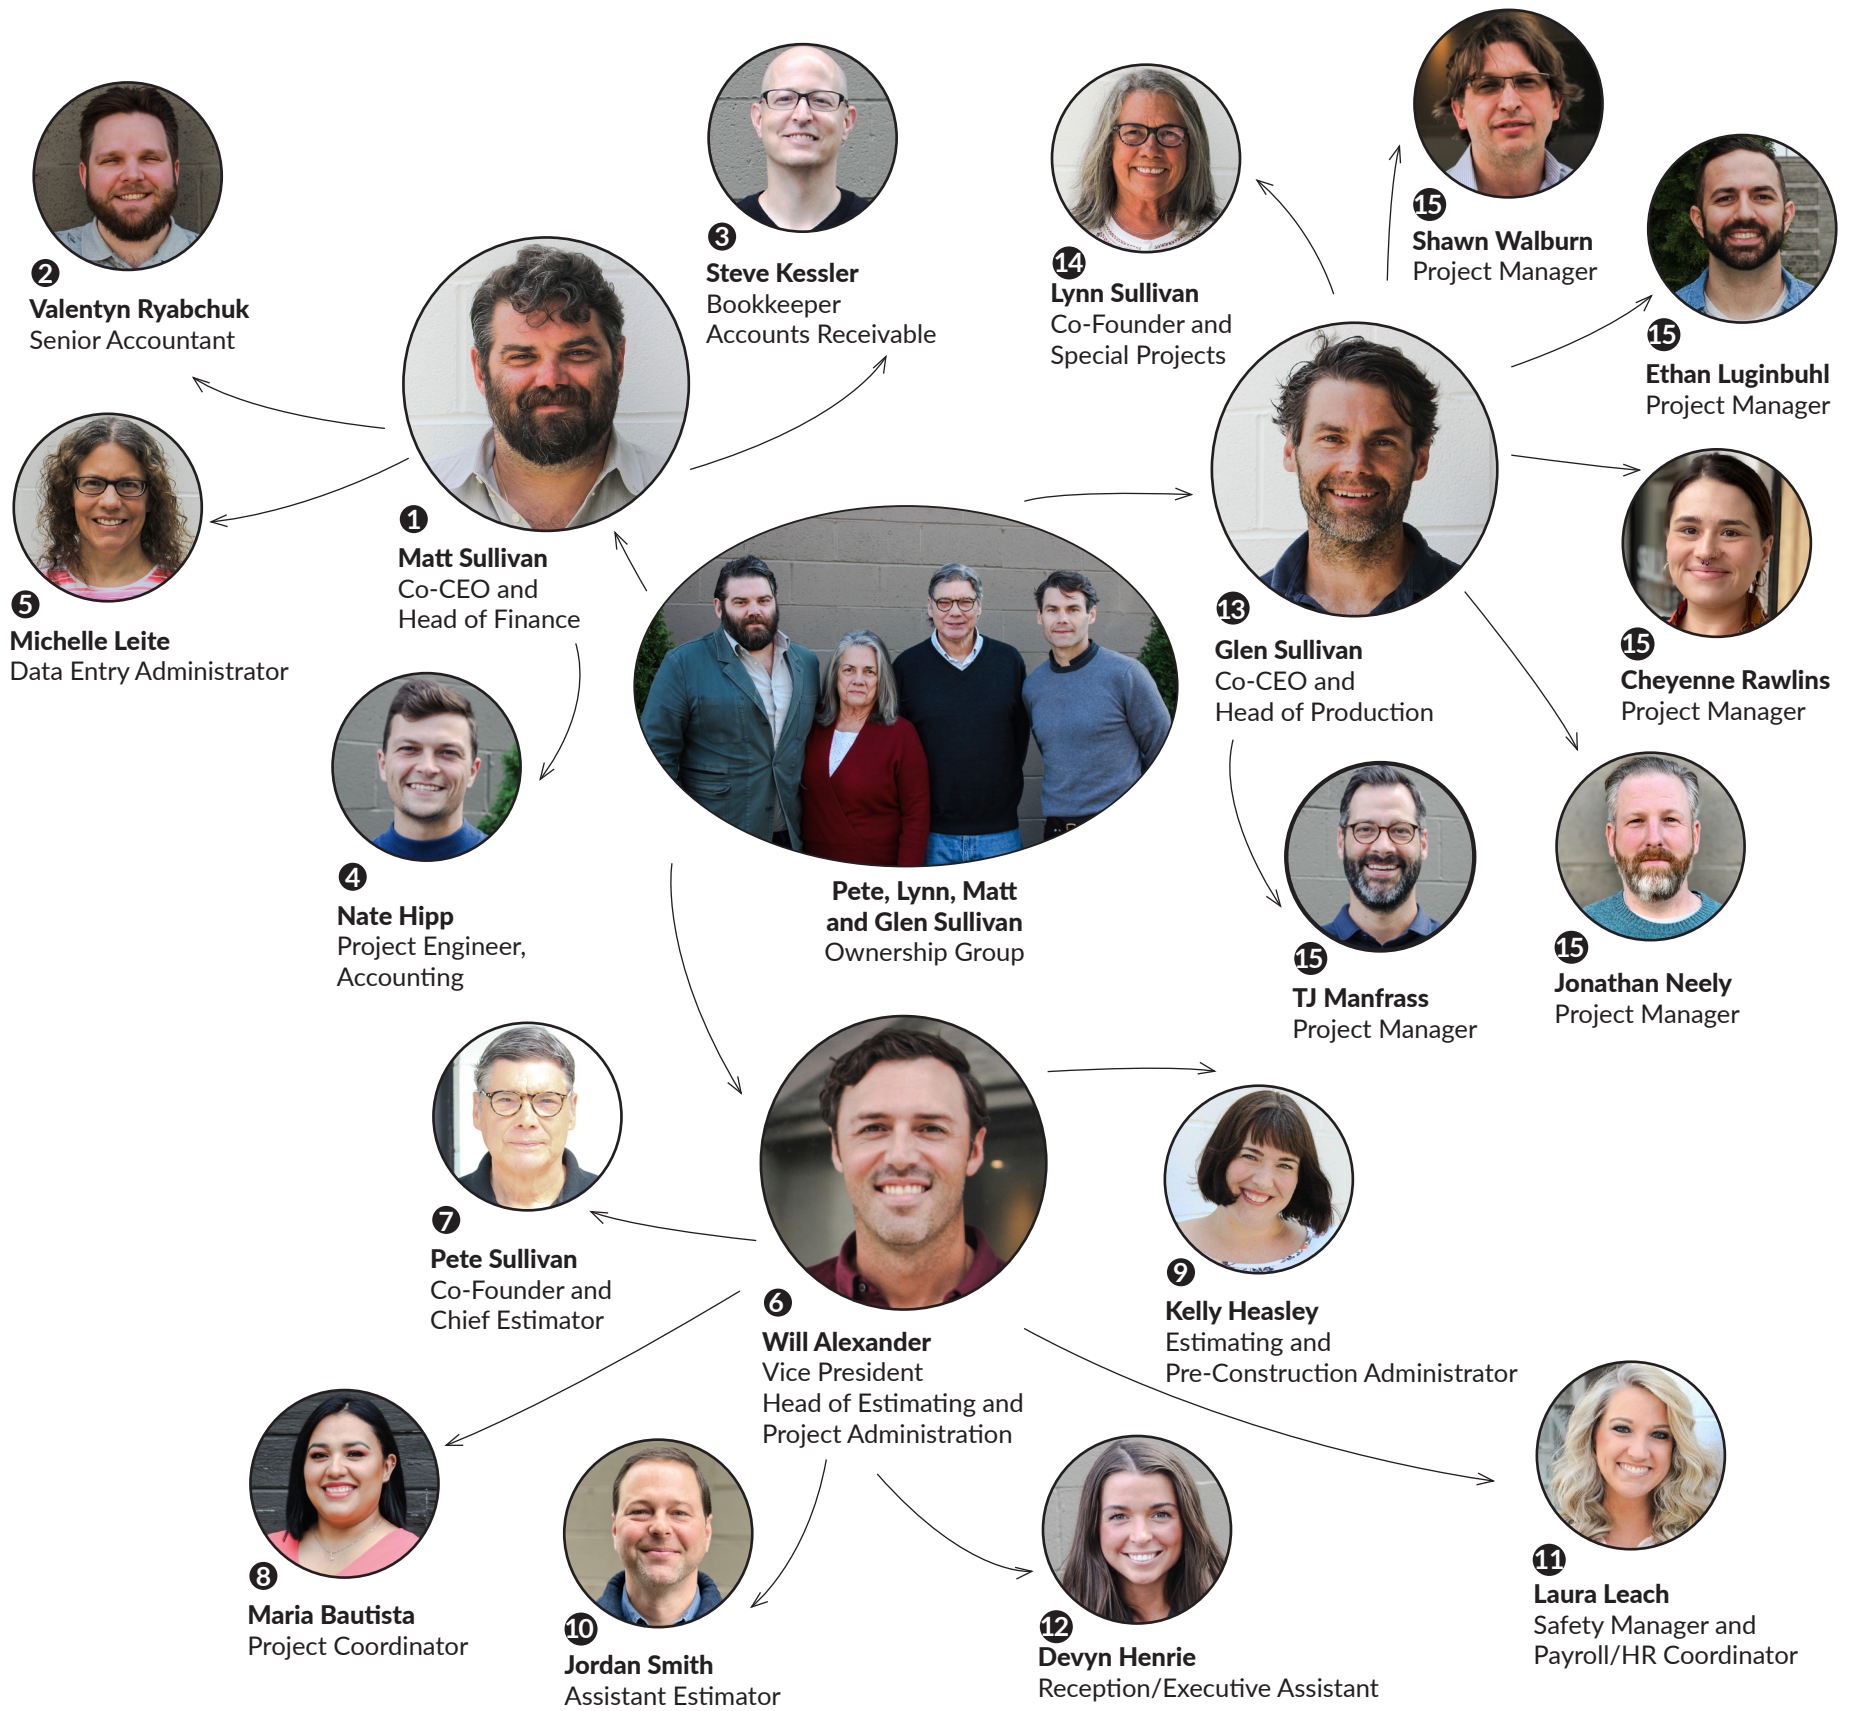 2
Valentyn Ryabchuk
Senior Accountant
3
Steve Kessler
Bookkeeper
Accounts Receivable
5
Michelle Leite
Data Entry Administrator
1
Matt Sullivan
Co-CEO and
Head of Finance
4
Nate Hipp
Project Engineer,
Accounting
Pete, Lynn, Matt
and Glen Sullivan
Ownership Group
14
Lynn Sullivan
Co-Founder and
Special Projects
15
Shawn Walburn
Project Manager
15
Ethan Luginbuhl
Project Manager
13
Glen Sullivan
Co-CEO and
Head of Production
15
Cheyenne Rawlins
Project Manager
15
TJ Manfrass
Project Manager
15
Jonathan Neely
Project Manager
7
Pete Sullivan
Co-Founder and
Chief Estimator
6
Will Alexander
Vice President
Head of Estimating and
Project Administration
9
Kelly Heasley
Estimating and
Pre-Construction Administrator
8
Maria Bautista
Project Coordinator
10
Jordan Smith
Assistant Estimator
12
Devyn Henrie
Reception/Executive Assistant
11
Laura Leach
Safety Manager and
Payroll/HR Coordinator